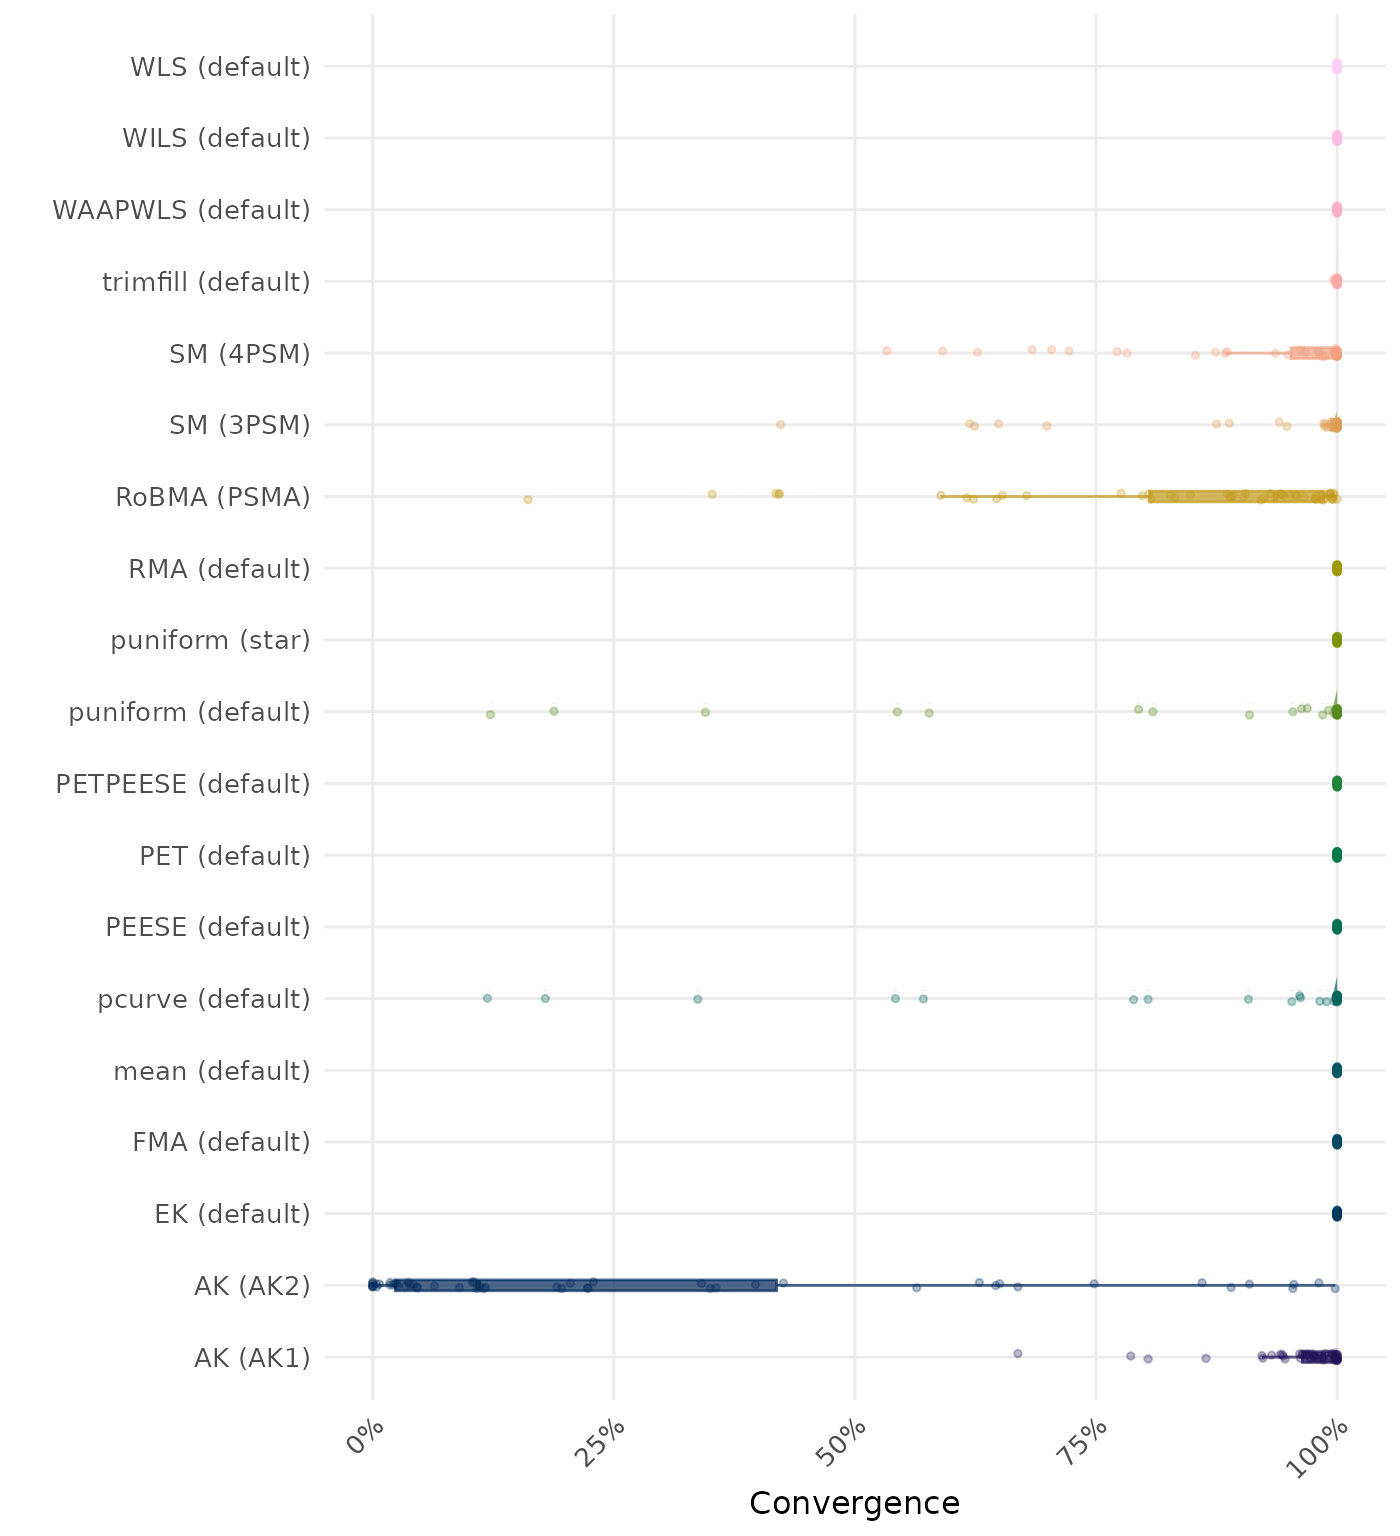 WLS (default)
WILS (default)
WAAPWLS (default)
trimfill (default)
SM (4PSM)
SM (3PSM)
RoBMA (PSMA)
RMA (default)
puniform (star)
puniform (default)
PETPEESE (default)
PET (default)
PEESE (default)
pcurve (default)
mean (default)
FMA (default)
EK (default)
AK (AK2)
AK (AK1)
0%
25%
50%
75%
100%
Convergence